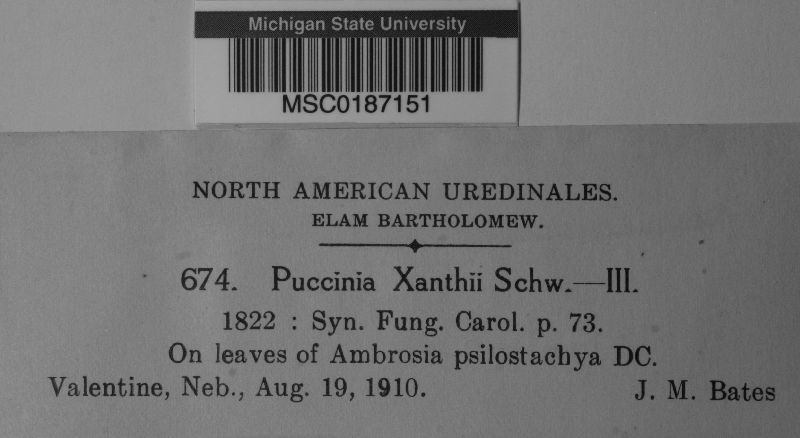 Michigan State University
MSC0187151
NORTH AMERICAN UREDINALES.
ELAM BARTHOLOMEW.
674. Puccinia Xanthii Schw.—III.
1822 : Syn. Fung. Carol. p. 73.
On leaves of Ambrosia psilostachya DC.
Valentine, Neb., Aug. 19, 1910. J. M. Bates